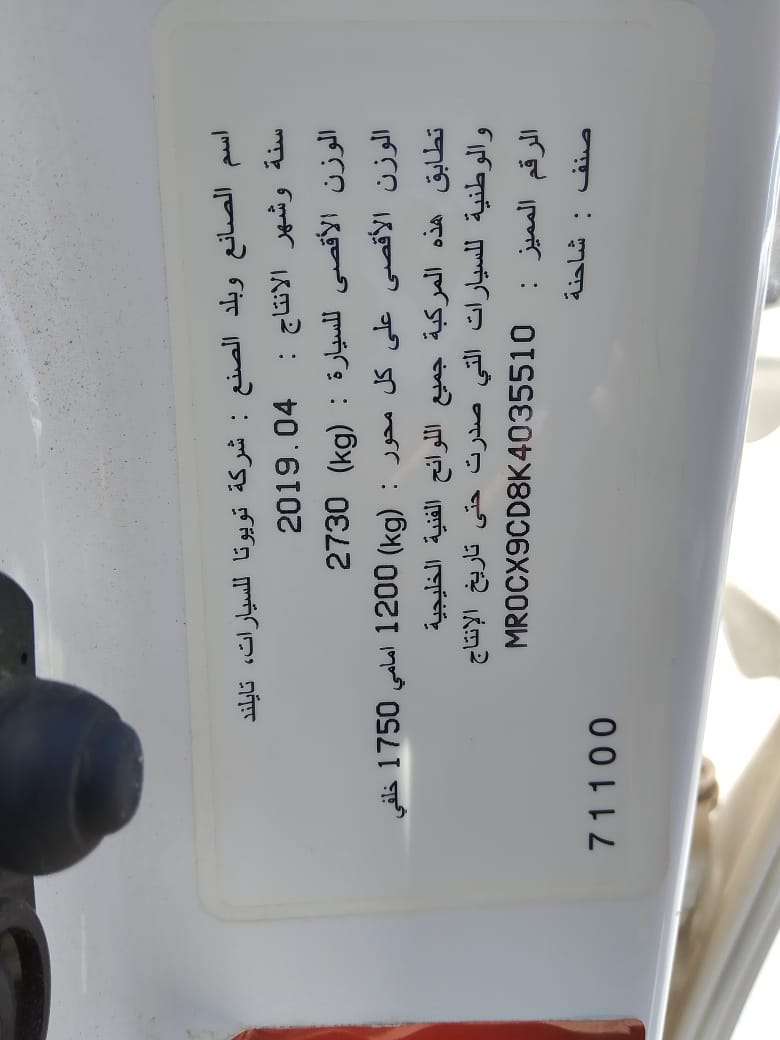 اسم الصانع وبلد الصنع : شركة تويوتا للسيارات، تايلند
سنة وشهر الانتاج : 2019.04
الوزن الأقصى للسيارة : (kg) 2730
الوزن الأقصى على كل محور : (kg) 1200 امامي 1750 خلفي
تطابق هذه المركبة جميع اللوائح الفنية الخليجية
والوطنية للسيارات التي صدرت حتى تاريخ الإنتاج
الرقم المميز : MR0CX9CD8K4035510
صنف : شاحنة
71100